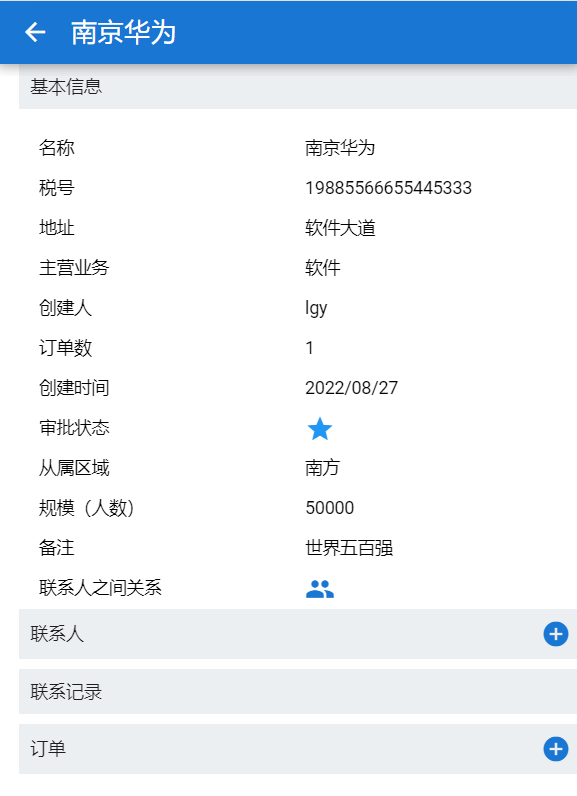 南京华为
基本信息
名称 南京华为
税号 19885566655445333
地址 软件大道
主营业务 软件
创建人 lgy
订单数 1
创建时间 2022/08/27
审批状态
从属区域 南方
规模（人数） 50000
备注 世界五百强
联系人之间关系
联系人
联系记录
订单